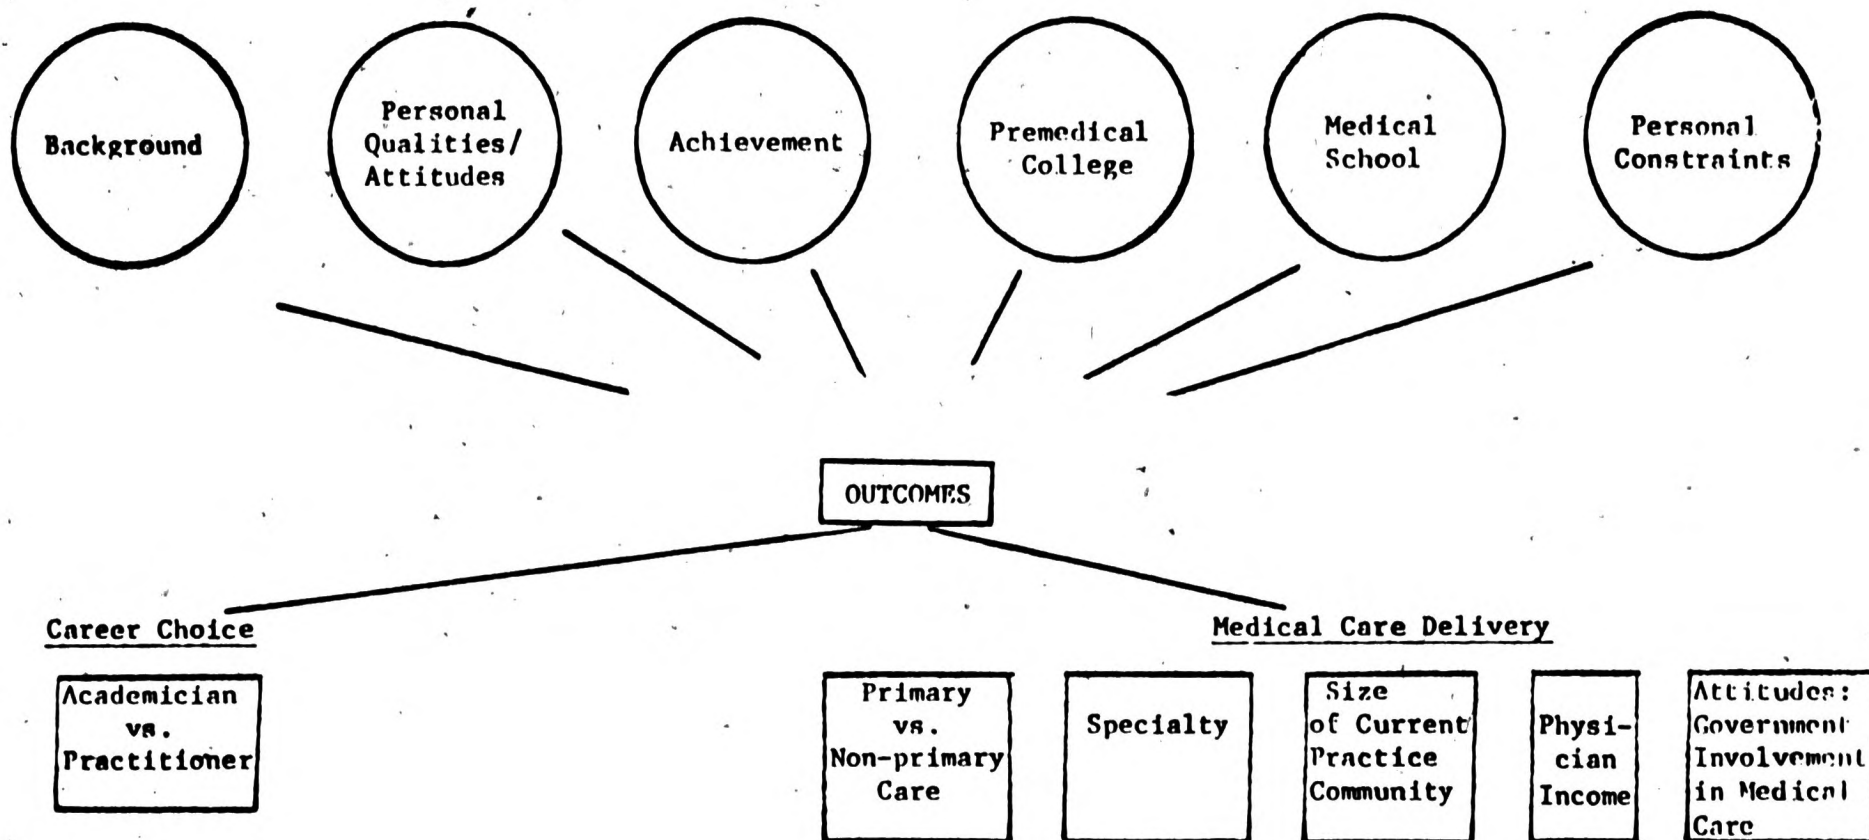 Background
Personal
Qualities/
Attitudes
Achievement
Premedical
College
Medical
School
Personal
Constraints
OUTCOMES
Career Choice
Medical Care Delivery
Academician
vs.
Practitioner
Primary
vs.
Non-primary
Care
Specialty
Size
of Current
Practice
Community
Physi-
cian
Income
Attitudes:
Government
Involvement
in Medical
Care